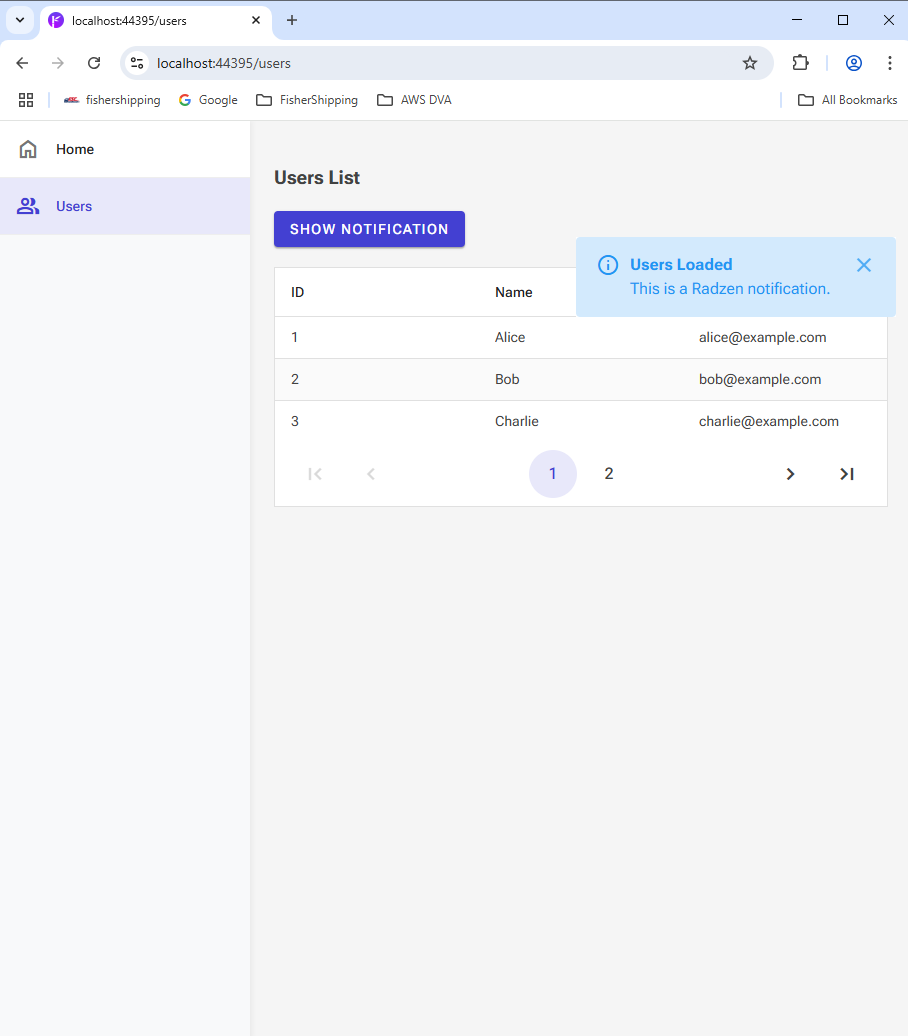 localhost:44395/users
localhost:44395/users
fishershipping Google FisherShipping AWS DVA All Bookmarks
Home
Users
Users List
SHOW NOTIFICATION
Users Loaded
This is a Radzen notification.
ID Name
1 Alice alice@example.com
2 Bob bob@example.com
3 Charlie charlie@example.com
1 2